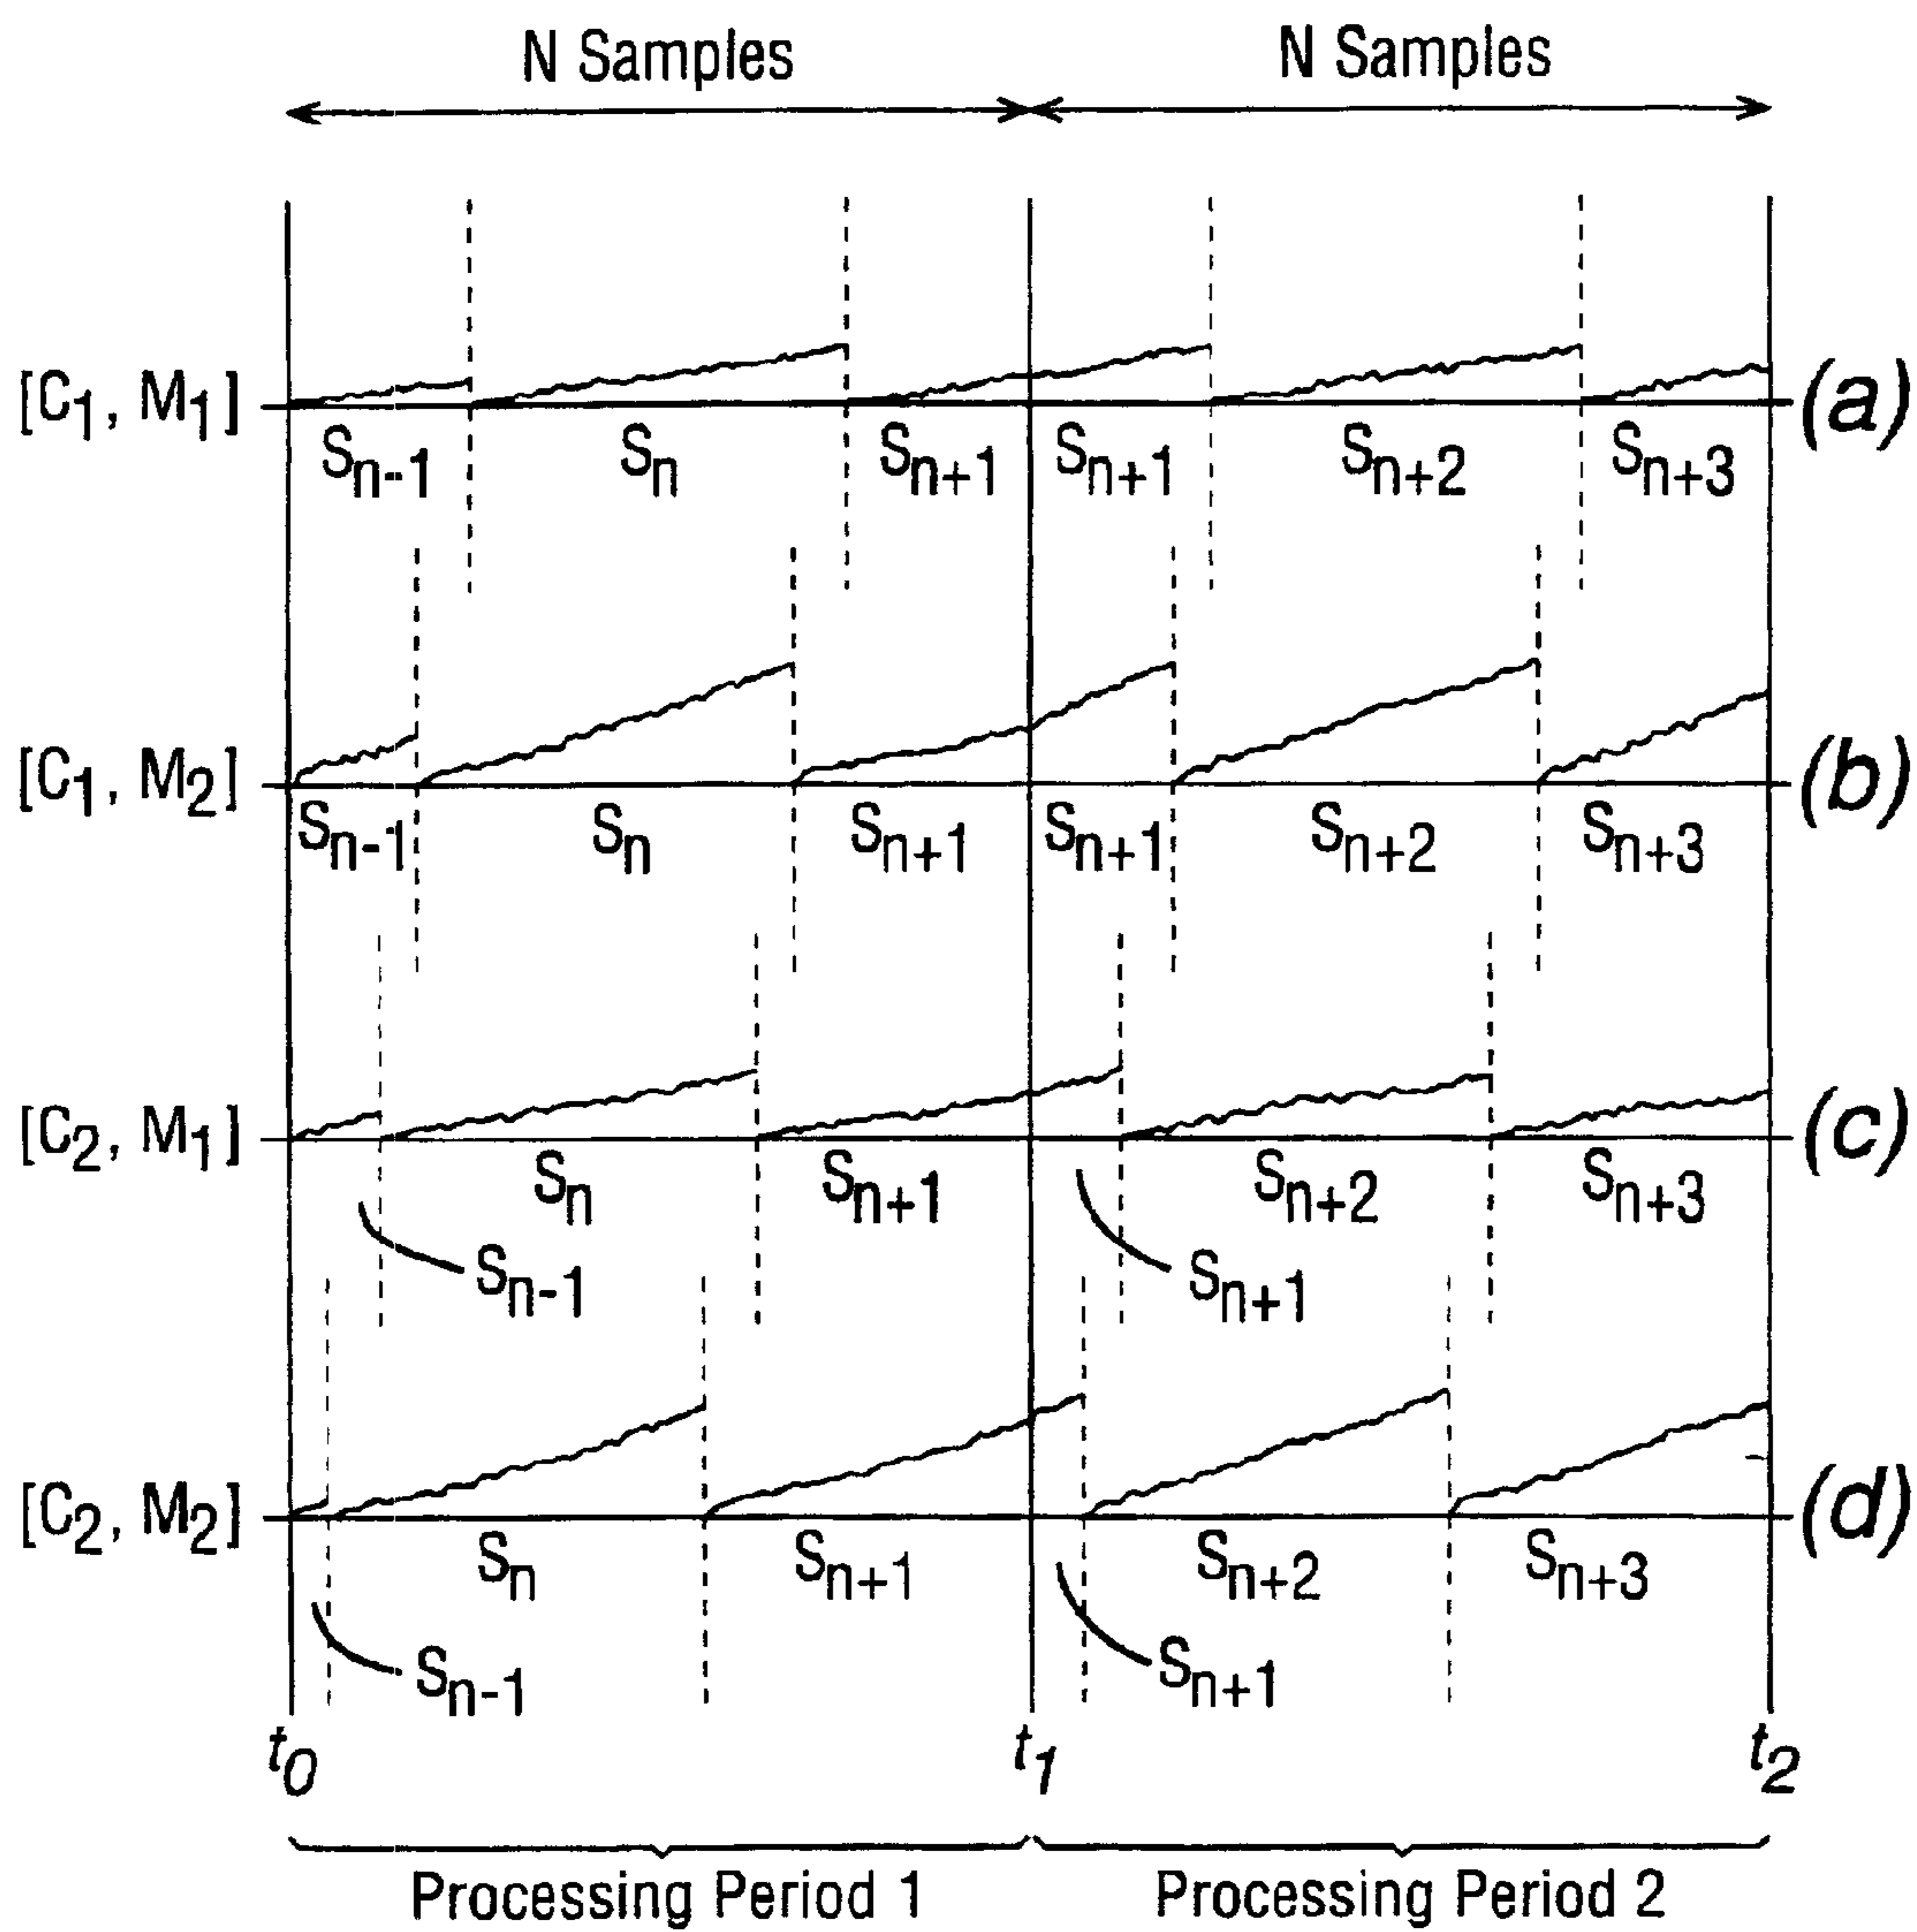 N Samples N Samples
[C1, M1] (a)
Sn-1 Sn Sn+1 Sn+1 Sn+2 Sn+3
[C1, M2] (b)
Sn-1 Sn Sn+1 Sn+1 Sn+2 Sn+3
[C2, M1] (c)
Sn Sn+1 Sn+2 Sn+3
Sn-1 Sn+1
[C2, M2] (d)
Sn Sn+1 Sn+2 Sn+3
Sn-1 Sn+1
t0 t1 t2
Processing Period 1 Processing Period 2